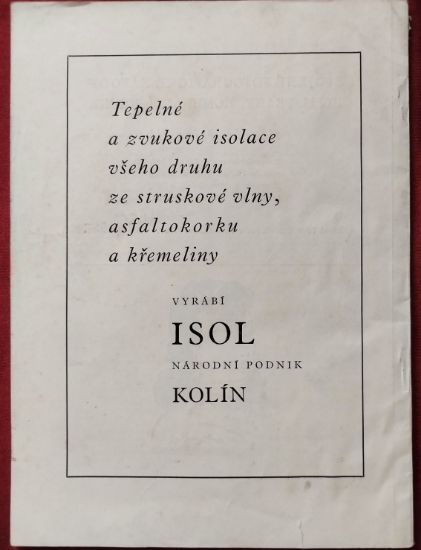 Tepelné
a zvukové isolace
všeho druhu
ze struskové vlny,
asfaltokorku
a křemeliny
VYRÁBÍ
ISOL
NÁRODNÍ PODNIK
KOLÍN